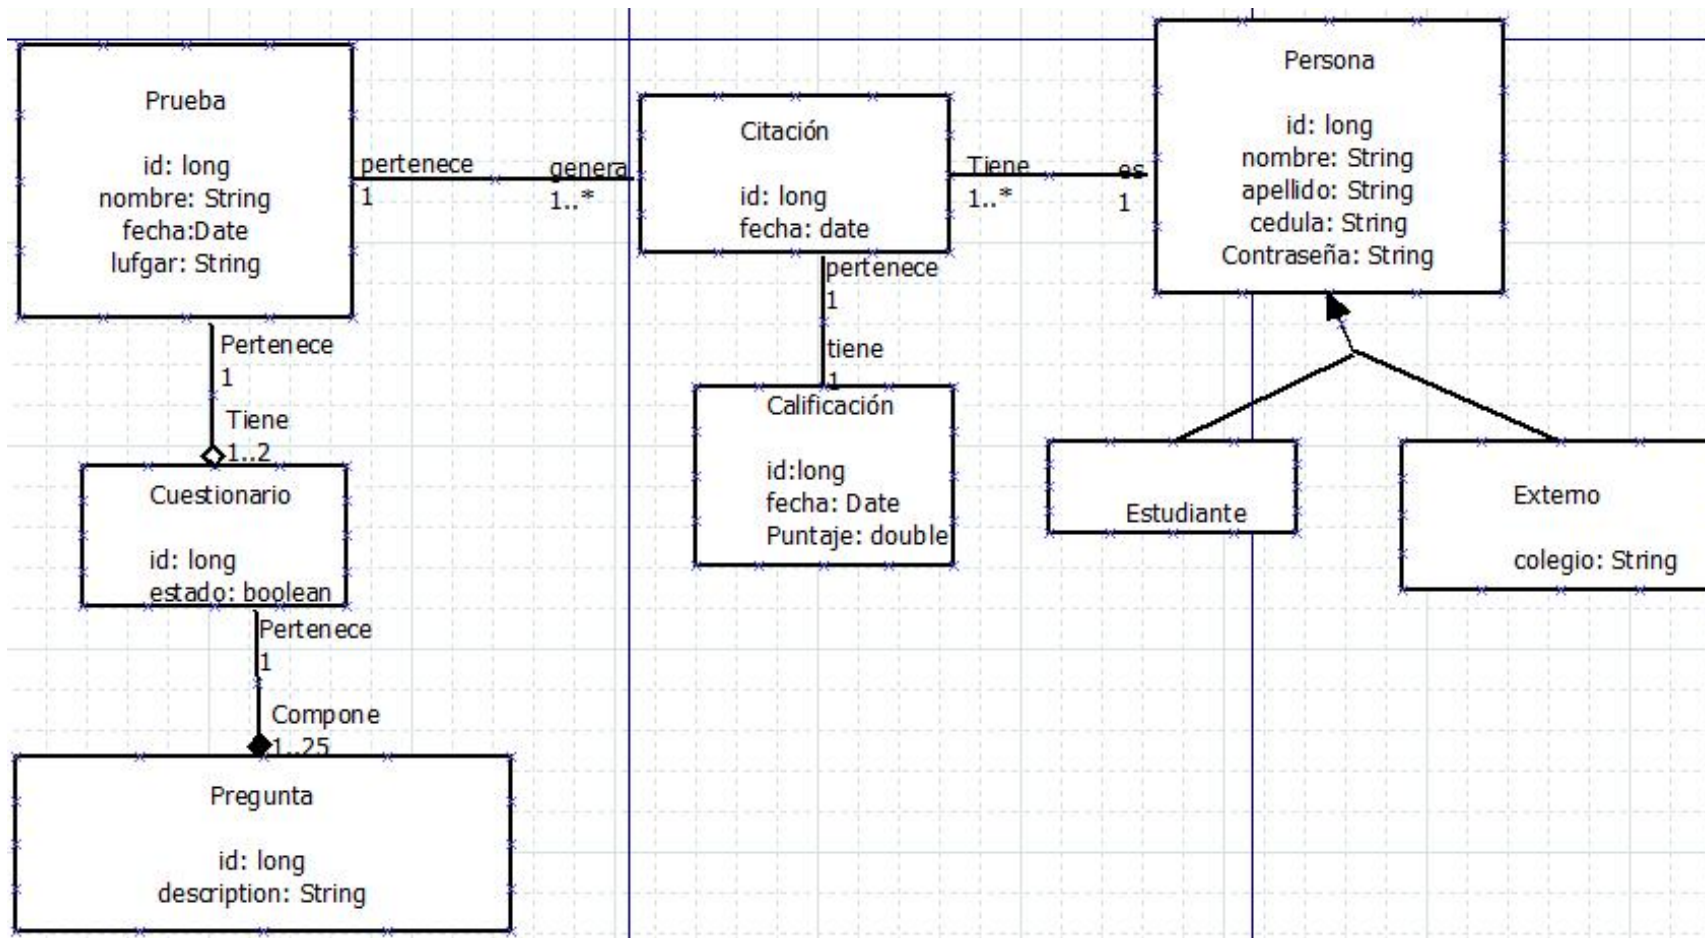 Prueba
id: long
nombre: String
fecha:Date
lufgar: String
pertenece
1
genera
1..*
Citación
id: long
fecha: date
Tiene
1..*
es
1
Persona
id: long
nombre: String
apellido: String
cedula: String
Contraseña: String
Pertenece
1
Tiene
1..2
pertenece
1
tiene
1
Cuestionario
id: long
estado: boolean
Calificación
id:long
fecha: Date
Puntaje: double
Estudiante
Externo
colegio: String
Pertenece
1
Compone
1..25
Pregunta
id: long
description: String